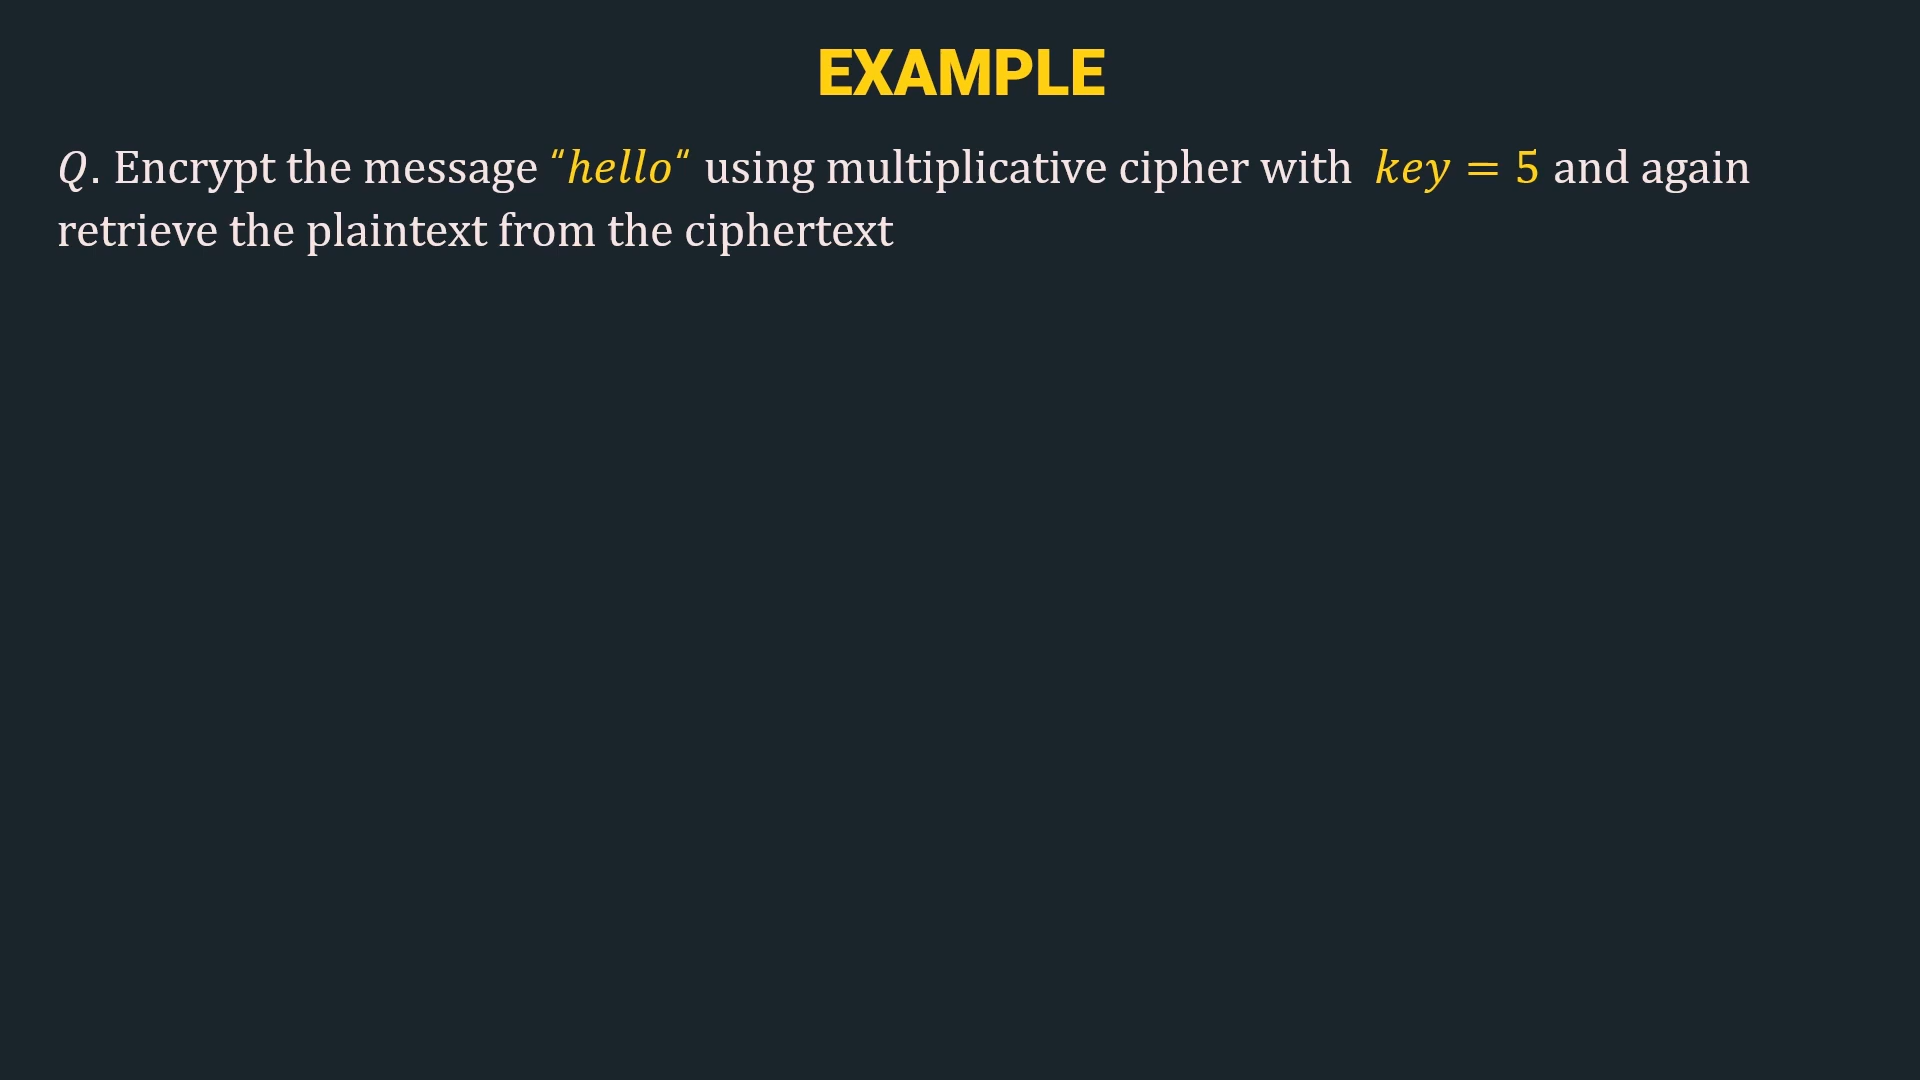 EXAMPLE
Q. Encrypt the message “hello“ using multiplicative cipher with key = 5 and again
retrieve the plaintext from the ciphertext